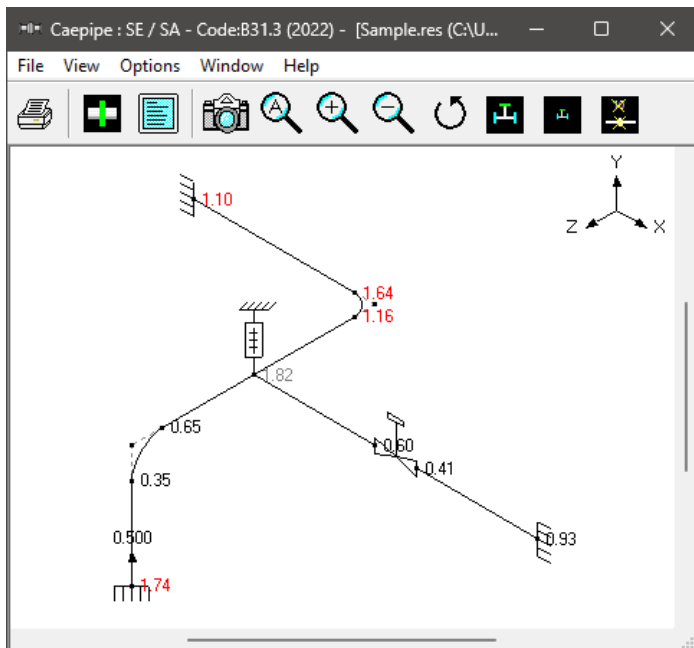 Caepipe : SE / SA - Code:B31.3 (2022) - [Sample.res (C:\U...
File View Options Window Help
A
Y
Z X
1.10
1.64
1.16
1.82
0.65
0.60
0.41
0.35
0.500
0.93
1.74